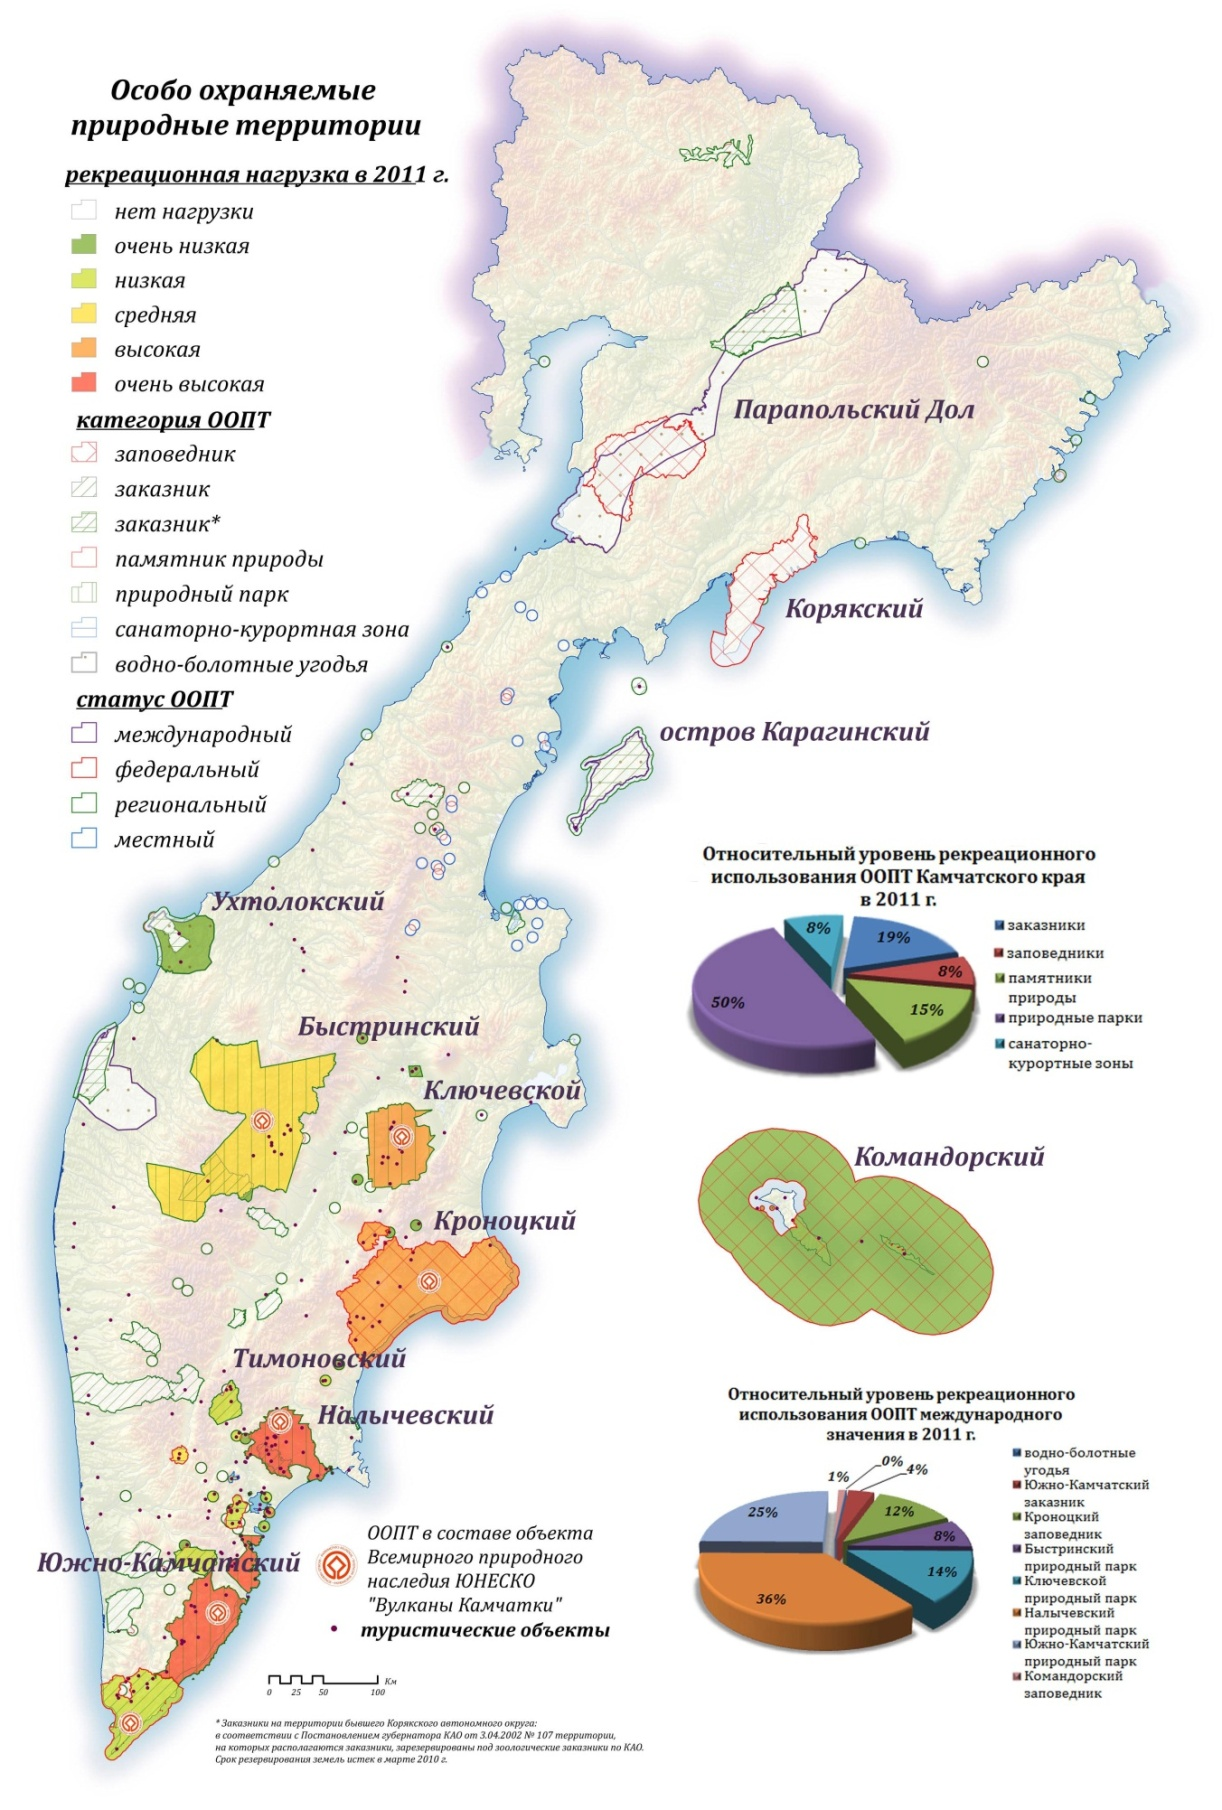 Особо охраняемые
природные территории
рекреационная нагрузка в 2011 г.
нет нагрузки
очень низкая
низкая
средняя
высокая
очень высокая
категория ООПТ
заповедник
заказник
заказник*
памятник природы
природный парк
санаторно-курортная зона
водно-болотные угодья
статус ООПТ
международный
федеральный
региональный
местный
Парапольский Дол
Корякский
остров Карагинский
Ухтолокский
Быстринский
Ключевской
Кроноцкий
Тимоновский
Налычевский
Южно-Камчатский
Командорский
Относительный уровень рекреационного
использования ООПТ Камчатского края
в 2011 г.
8%
19%
8%
15%
50%
заказники
заповедники
памятники
природы
природные парки
санаторно-
курортные зоны
Относительный уровень рекреационного
использования ООПТ международного
значения в 2011 г.
1%
0%
4%
12%
8%
14%
36%
25%
водно-болотные
угодья
Южно-Камчатский
заказник
Кроноцкий
заповедник
Быстринский
природный парк
Ключевской
природный парк
Налычевский
природный парк
Южно-Камчатский
природный парк
Командорский
заповедник
ООПТ в составе объекта
Всемирного природного
наследия ЮНЕСКО
"Вулканы Камчатки"
туристические объекты
Км
0 25 50 100
* Заказники на территории бывшего Корякского автономного округа:
в соответствии с Постановлением губернатора КАО от 3.04.2002 № 107 территории,
на которых располагаются заказники, зарезервированы под зоологические заказники по КАО.
Срок резервирования земель истек в марте 2010 г.